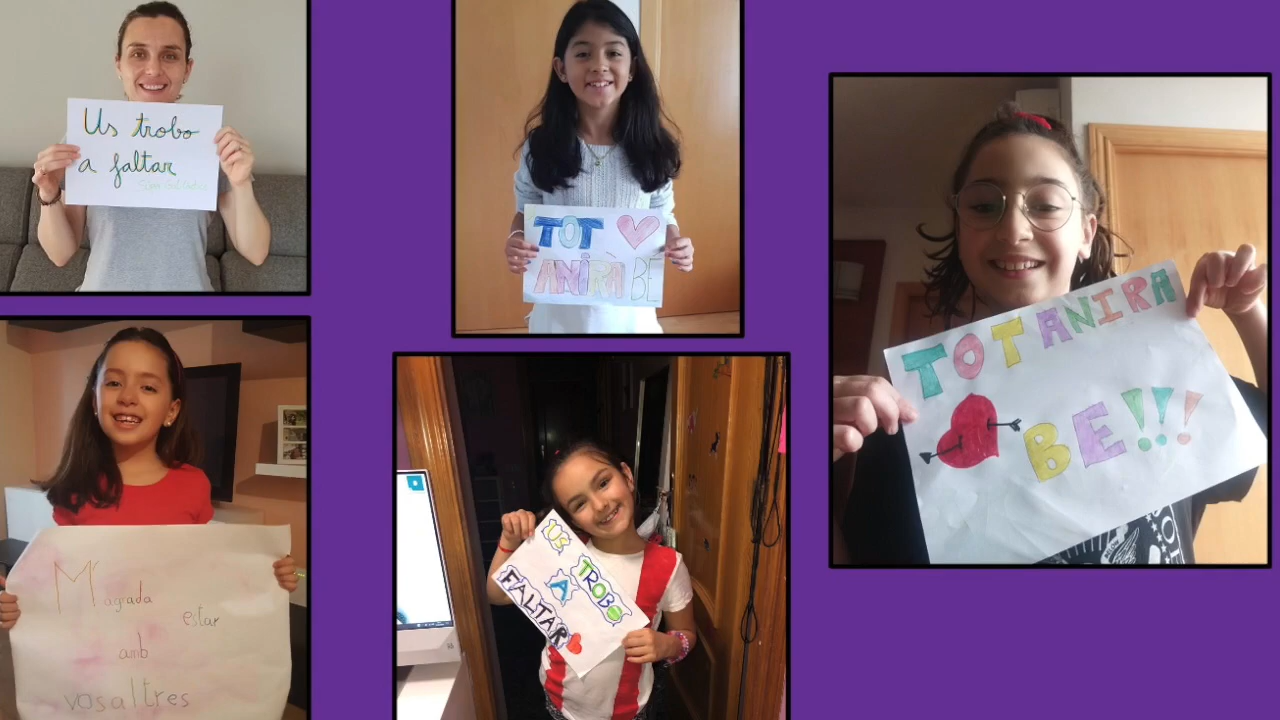 Us trobo
a faltar
TOT
ANIRÀ BÉ
TOT ANIRA
BE!!!
M'agrada
estar
amb
vosaltres
US TROBO
A
FALTAR